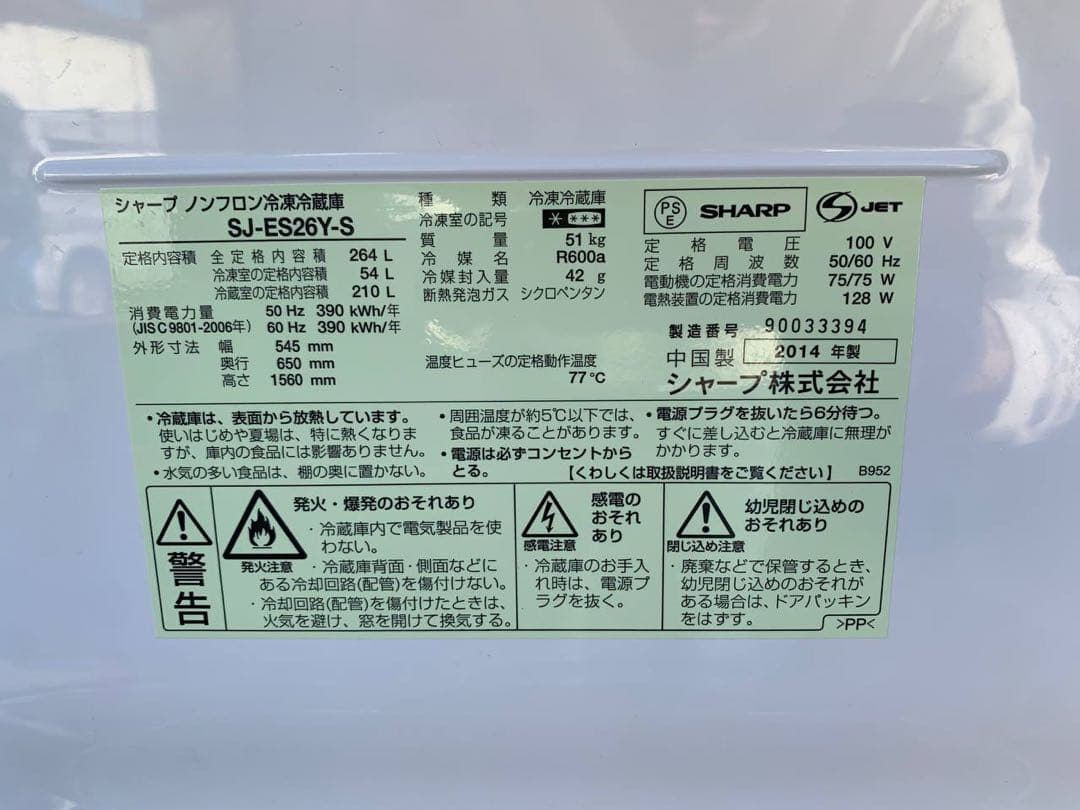 シャープ ノンフロン冷凍冷蔵庫
SJ-ES26Y-S
定格内容積 全定格内容積 264 L
冷凍室の定格内容積 54 L
冷蔵室の定格内容積 210 L
消費電力量 50 Hz 390 kWh/年
(JIS C 9801-2006年) 60 Hz 390 kWh/年
外形寸法 幅 545 mm
奥行 650 mm
高さ 1560 mm
種類 冷凍冷蔵庫
冷凍室の記号 * ***
質量 51 kg
冷媒名 R600a
冷媒封入量 42 g
断熱発泡ガス シクロペンタン
温度ヒューズの定格動作温度
77℃
PSE SHARP S JET
定格電圧 100 V
定格周波数 50/60 Hz
電動機の定格消費電力 75/75 W
電熱装置の定格消費電力 128 W
製造番号 90033394
中国製 2014 年製
シャープ株式会社
・冷蔵庫は、表面から放熱しています。
使いはじめや夏場は、特に熱くなりま
すが、庫内の食品には影響ありません。
・水気の多い食品は、棚の奥に置かない。
・周囲温度が約5℃以下では、
食品が凍ることがあります。
・電源は必ずコンセントから
とる。
・電源プラグを抜いたら6分待つ。
すぐに差し込むと冷蔵庫に無理が
かかります。
【くわしくは取扱説明書をご覧ください】 B952
警告
発火・爆発のおそれあり
発火注意
・冷蔵庫内で電気製品を使
わない。
・冷蔵庫背面・側面などに
ある冷却回路(配管)を傷付けない。
・冷却回路(配管)を傷付けたときは、
火気を避け、窓を開けて換気する。
感電の
おそれ
あり
感電注意
・冷蔵庫のお手入
れ時は、電源プ
ラグを抜く。
幼児閉じ込めの
おそれあり
閉じ込め注意
・廃棄などで保管するとき、
幼児閉じ込めのおそれが
ある場合は、ドアパッキン
をはずす。
>PP<